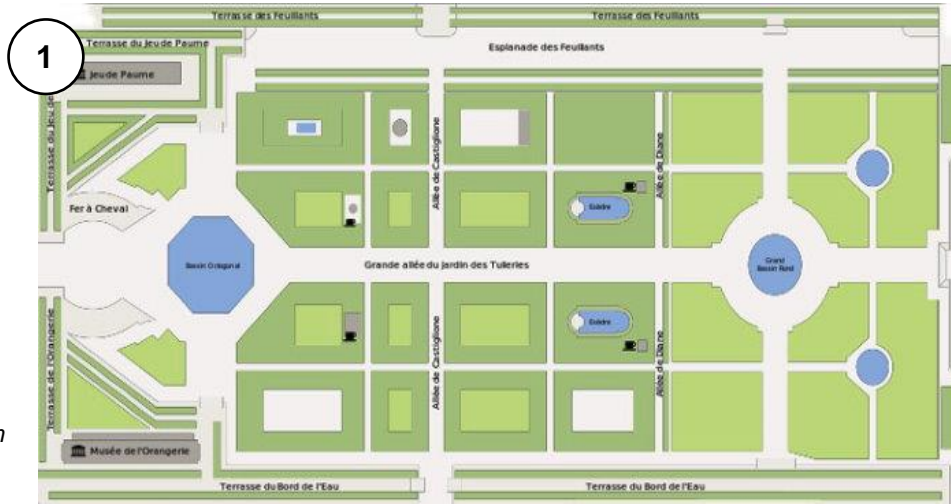 Terrasse des Feuillants
Terrasse des Feuillants
1
Terrasse du Jeu de Paume
Esplanade des Feuillants
Jeu de Paume
Terrasse du Jeu de
Allée de Castiglione
Allée de Diane
Fer à Cheval
Exèdre
Bassin Octogonal
Grande allée du jardin des Tuileries
Grand
Bassin Rond
Terrasse de l'Orangerie
Exèdre
Allée de Castiglione
Allée de Diane
n
Musée de l'Orangerie
Terrasse du Bord de l'Eau
Terrasse du Bord de l'Eau